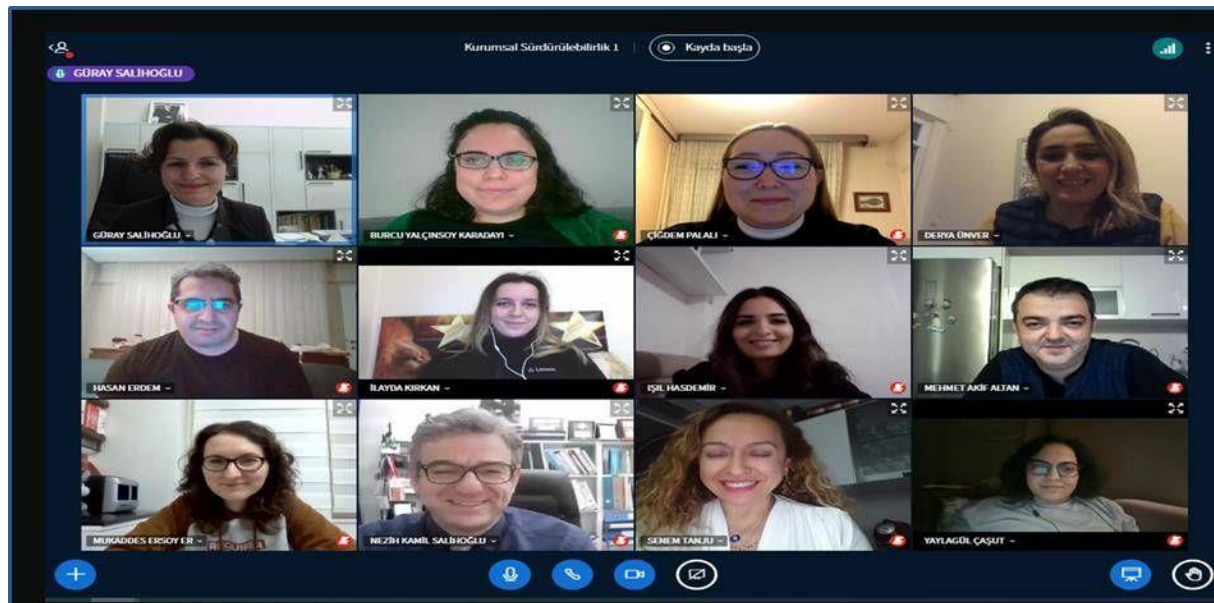 Kurumsal Sürdürülebilirlik 1
Kayda başla
GÜRAY SALİHOĞLU
GÜRAY SALİHOĞLU
BURCU YALÇINSOY KARADAYI
ÇİĞDEM PALALI
DERYA ÜNVER
HASAN ERDEM
İLAYDA KIRKAN
IŞIL HASDEMİR
MEHMET AKİF ALTAN
MUKADDES ERSOY ER
NEZİH KAMİL SALİHOĞLU
SENEM TANJU
YAYLAGÜL ÇAŞUT